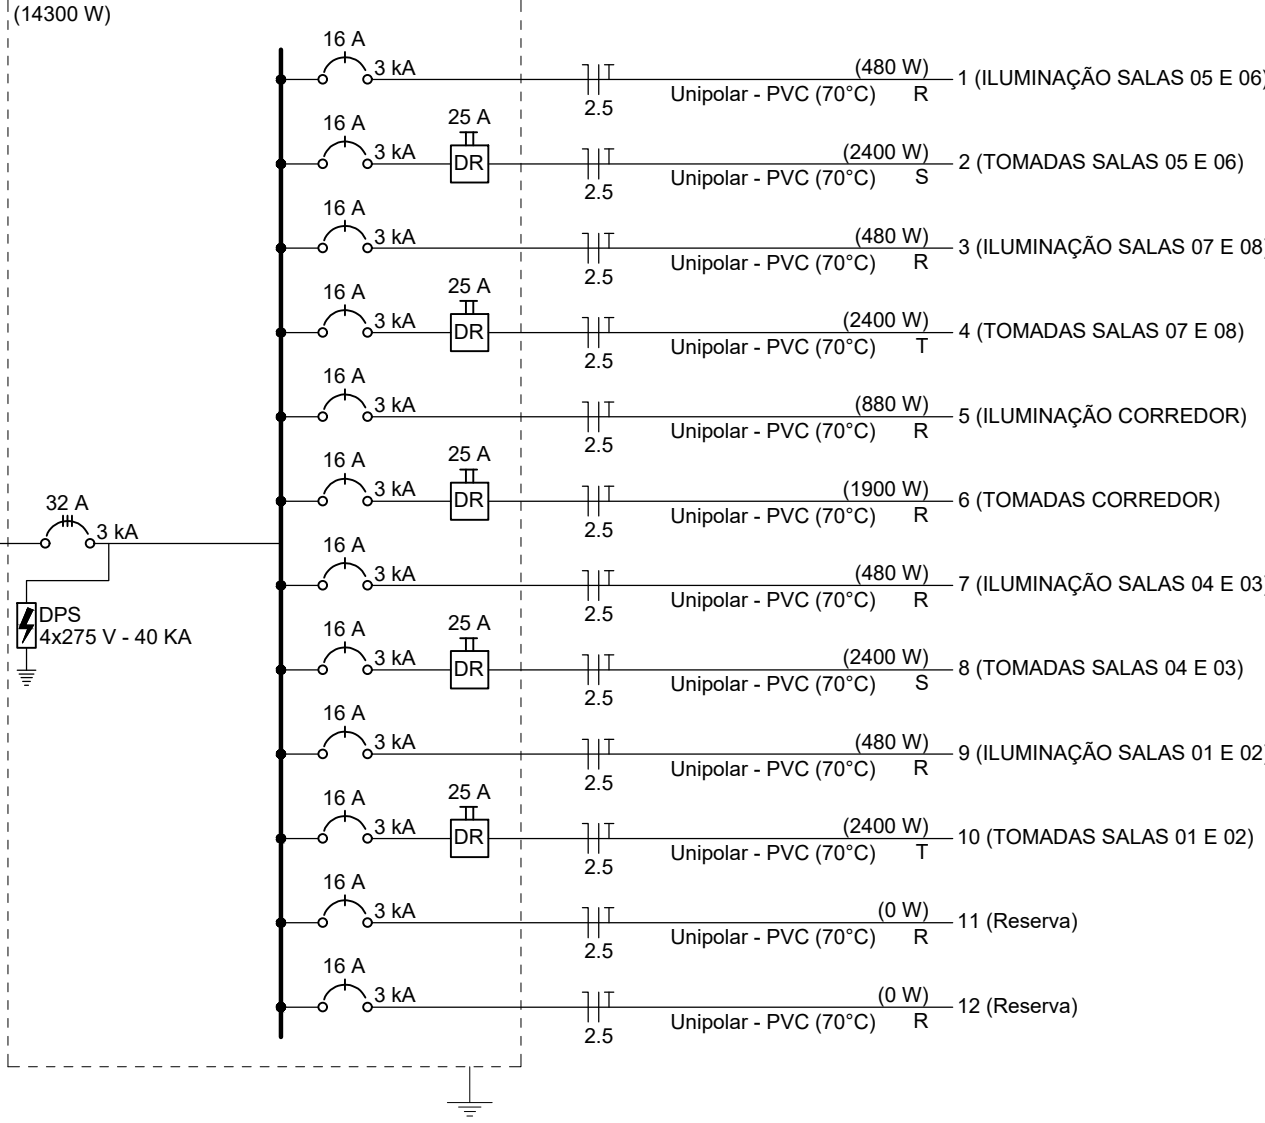 (14300 W)
16 A
3 kA
2.5
(480 W)
Unipolar - PVC (70°C) R
1 (ILUMINAÇÃO SALAS 05 E 06)
16 A
3 kA
25 A
DR
2.5
(2400 W)
Unipolar - PVC (70°C) S
2 (TOMADAS SALAS 05 E 06)
16 A
3 kA
2.5
(480 W)
Unipolar - PVC (70°C) R
3 (ILUMINAÇÃO SALAS 07 E 08)
16 A
3 kA
25 A
DR
2.5
(2400 W)
Unipolar - PVC (70°C) T
4 (TOMADAS SALAS 07 E 08)
16 A
3 kA
2.5
(880 W)
Unipolar - PVC (70°C) R
5 (ILUMINAÇÃO CORREDOR)
16 A
3 kA
25 A
DR
2.5
(1900 W)
Unipolar - PVC (70°C) R
6 (TOMADAS CORREDOR)
32 A
3 kA
DPS
4x275 V - 40 KA
16 A
3 kA
2.5
(480 W)
Unipolar - PVC (70°C) R
7 (ILUMINAÇÃO SALAS 04 E 03)
16 A
3 kA
25 A
DR
2.5
(2400 W)
Unipolar - PVC (70°C) S
8 (TOMADAS SALAS 04 E 03)
16 A
3 kA
2.5
(480 W)
Unipolar - PVC (70°C) R
9 (ILUMINAÇÃO SALAS 01 E 02)
16 A
3 kA
25 A
DR
2.5
(2400 W)
Unipolar - PVC (70°C) T
10 (TOMADAS SALAS 01 E 02)
16 A
3 kA
2.5
(0 W)
Unipolar - PVC (70°C) R
11 (Reserva)
16 A
3 kA
2.5
(0 W)
Unipolar - PVC (70°C) R
12 (Reserva)